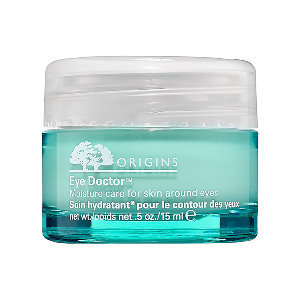 ORIGINS
Eye Doctor™
Moisture care for skin around eyes
Soin hydratant* pour le contour des yeux
net wt./poids net .5 oz./15 ml ℮